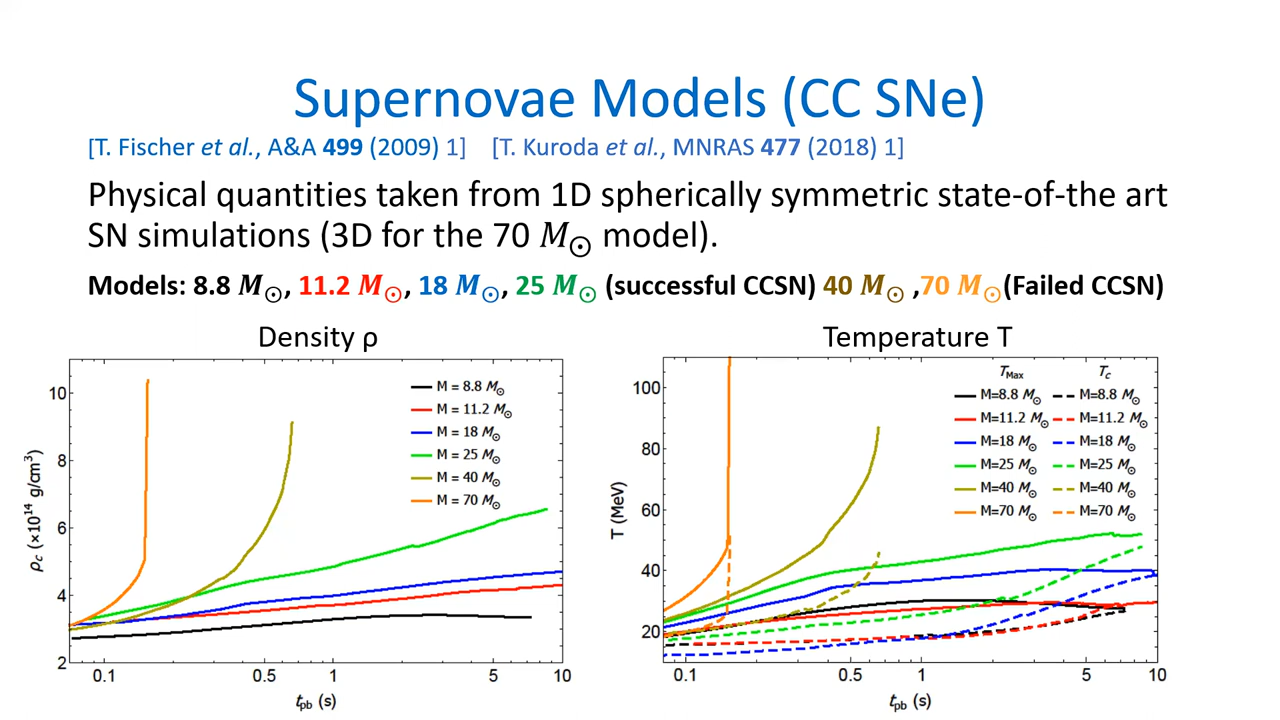 Supernovae Models (CC SNe)
[T. Fischer et al., A&A 499 (2009) 1] [T. Kuroda et al., MNRAS 477 (2018) 1]
Physical quantities taken from 1D spherically symmetric state-of-the art
SN simulations (3D for the 70 M⊙ model).
Models: 8.8 M⊙, 11.2 M⊙, 18 M⊙, 25 M⊙ (successful CCSN) 40 M⊙ ,70 M⊙(Failed CCSN)
Density ρ
10
8
6
4
2
ρc (×10^14 g/cm^3)
M = 8.8 M⊙
M = 11.2 M⊙
M = 18 M⊙
M = 25 M⊙
M = 40 M⊙
M = 70 M⊙
0.1 0.5 1 5 10
tpb (s)
Temperature T
100
80
60
40
20
T (MeV)
TMax Tc
M=8.8 M⊙ M=8.8 M⊙
M=11.2 M⊙ M=11.2 M⊙
M=18 M⊙ M=18 M⊙
M=25 M⊙ M=25 M⊙
M=40 M⊙ M=40 M⊙
M=70 M⊙ M=70 M⊙
0.1 0.5 1 5 10
tpb (s)